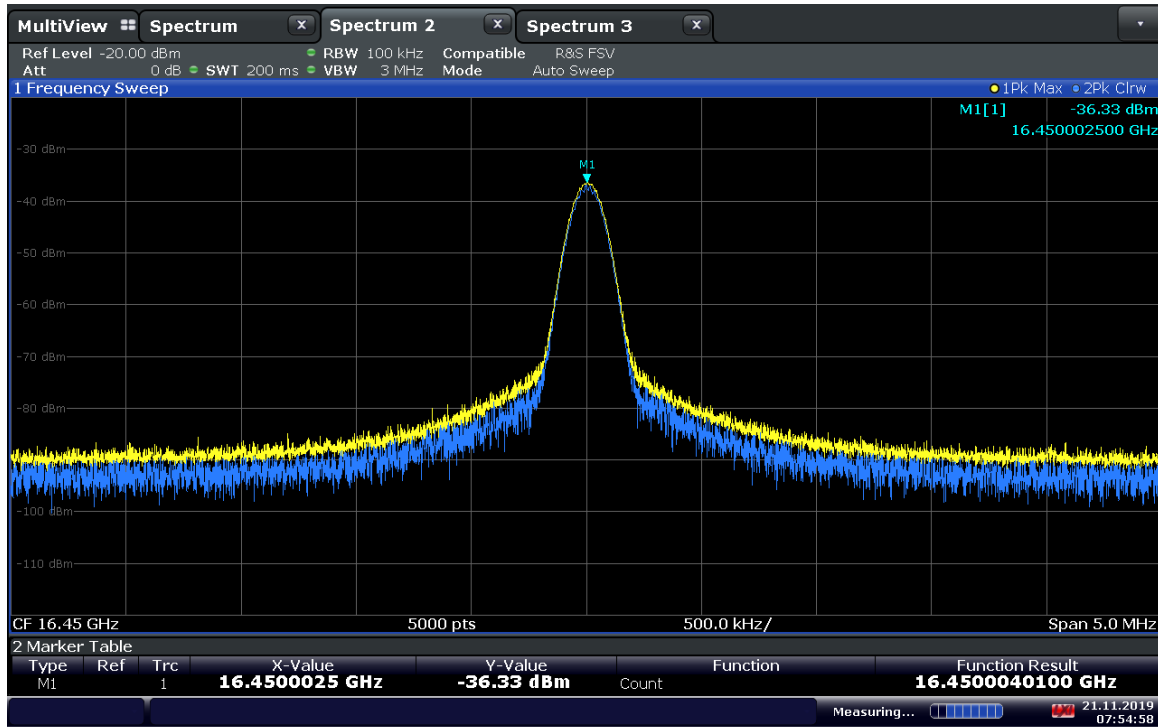 MultiView Spectrum X Spectrum 2 X Spectrum 3 X
Ref Level -20.00 dBm RBW 100 kHz Compatible R&S FSV
Att 0 dB SWT 200 ms VBW 3 MHz Mode Auto Sweep
1 Frequency Sweep 1Pk Max 2Pk Clrw
M1[1] -36.33 dBm
16.450002500 GHz
-30 dBm
M1
-40 dBm
-50 dBm
-60 dBm
-70 dBm
-80 dBm
-100 dBm
-110 dBm
CF 16.45 GHz 5000 pts 500.0 kHz/ Span 5.0 MHz
2 Marker Table
Type Ref Trc X-Value Y-Value Function Function Result
M1 1 16.4500025 GHz -36.33 dBm Count 16.4500040100 GHz
Measuring... 21.11.2019
07:54:58